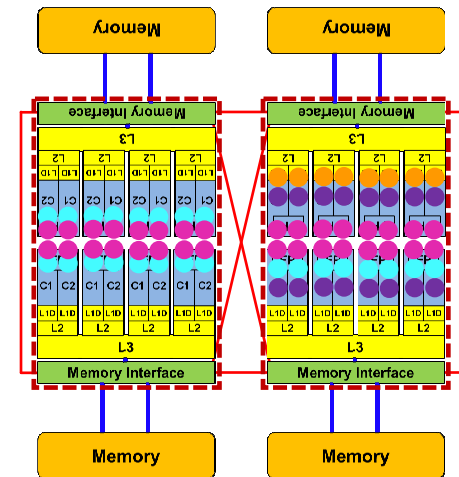 Memory Memory
Memory Interface Memory Interface
L3 L3
L2 L2 L2 L2 L2 L2 L2 L2
L1D L1D L1D L1D L1D L1D L1D L1D
C2 C1 C2 C1 C2 C1 C2 C1
C1 C2 C1 C2 C1 C2 C1 C2
L1D L1D L1D L1D L1D L1D L1D L1D L1D L1D L1D L1D L1D L1D L1D L1D
L2 L2 L2 L2 L2 L2 L2 L2
L3 L3
Memory Interface Memory Interface
Memory Memory